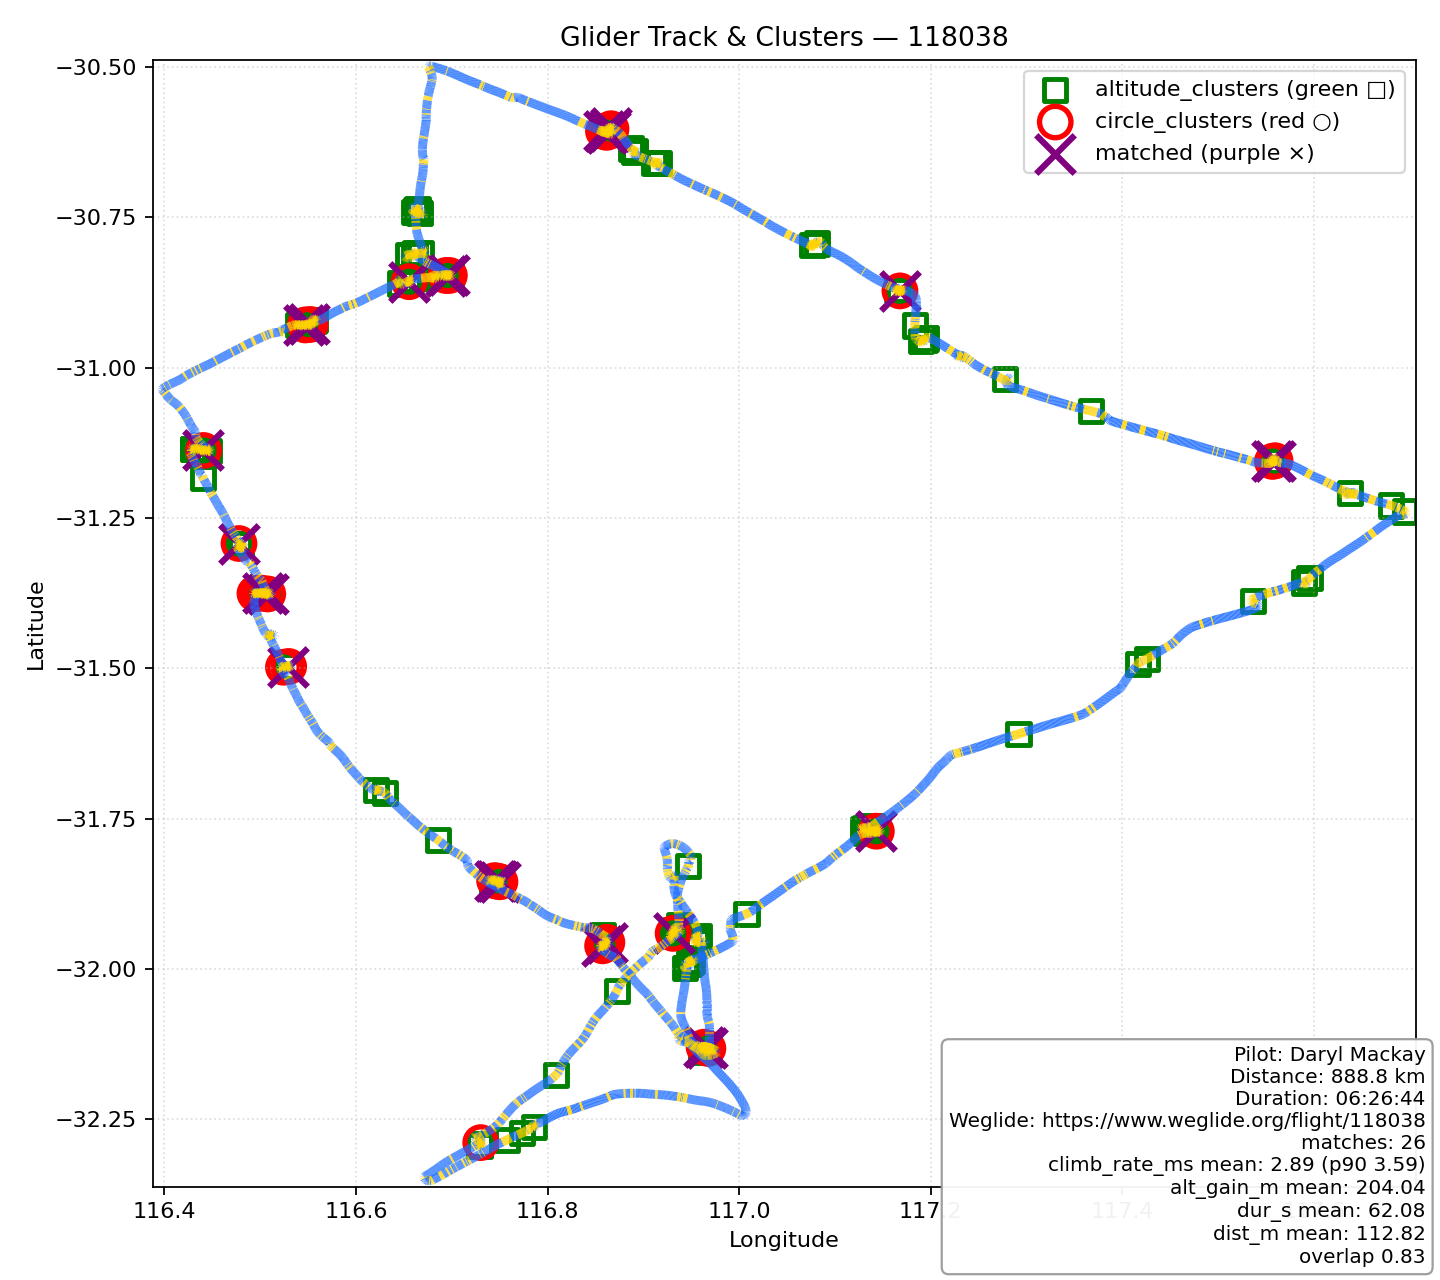 Glider Track & Clusters — 118038
altitude_clusters (green □)
circle_clusters (red ○)
matched (purple ×)
−30.50
−30.75
−31.00
−31.25
−31.50
−31.75
−32.00
−32.25
Latitude
116.4 116.6 116.8 117.0 117.2 117.4
Longitude
Pilot: Daryl Mackay
Distance: 888.8 km
Duration: 06:26:44
Weglide: https://www.weglide.org/flight/118038
matches: 26
climb_rate_ms mean: 2.89 (p90 3.59)
alt_gain_m mean: 204.04
dur_s mean: 62.08
dist_m mean: 112.82
overlap 0.83